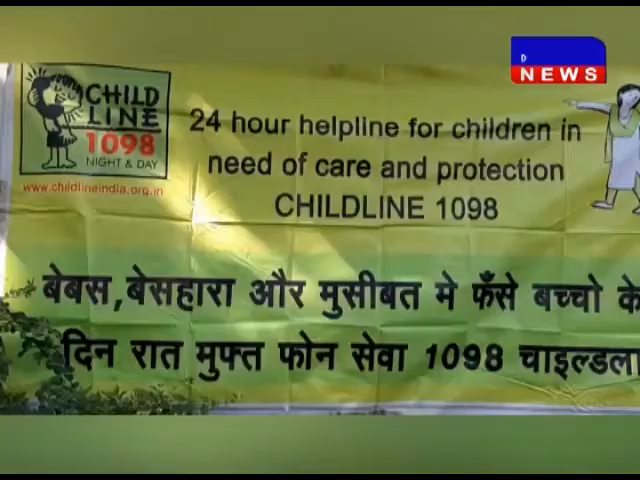 D
NEWS
CHILD
LINE
1098
NIGHT & DAY
www.childlineindia.org.in
24 hour helpline for children in
need of care and protection
CHILDLINE 1098
बेबस,बेसहारा और मुसीबत मे फँसे बच्चो के
दिन रात मुफ्त फोन सेवा 1098 चाइल्डला